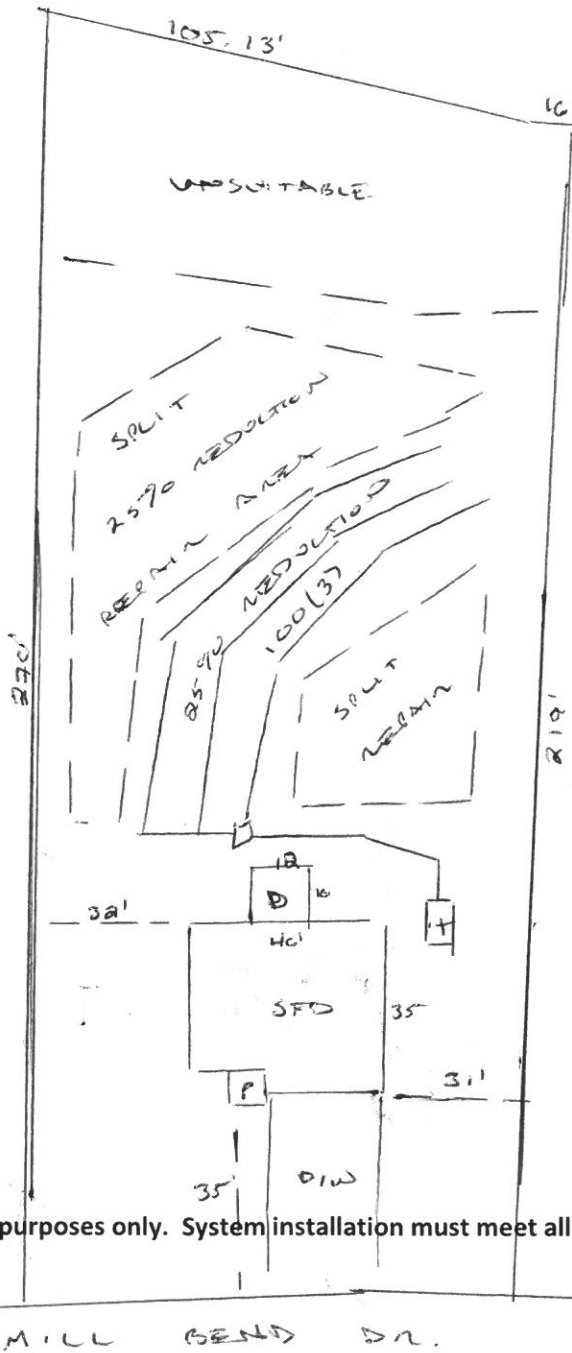 105.13'
16
UNSUITABLE
SPLIT
25% REDUCTION
REPAIR AREA
25% REDUCTION
100(3)
SPLIT
REPAIR
270'
219'
12
D
16
32'
40'
SFD
35
P
31'
35'
D/W
purposes only. System installation must meet all
MILL BEND DR.